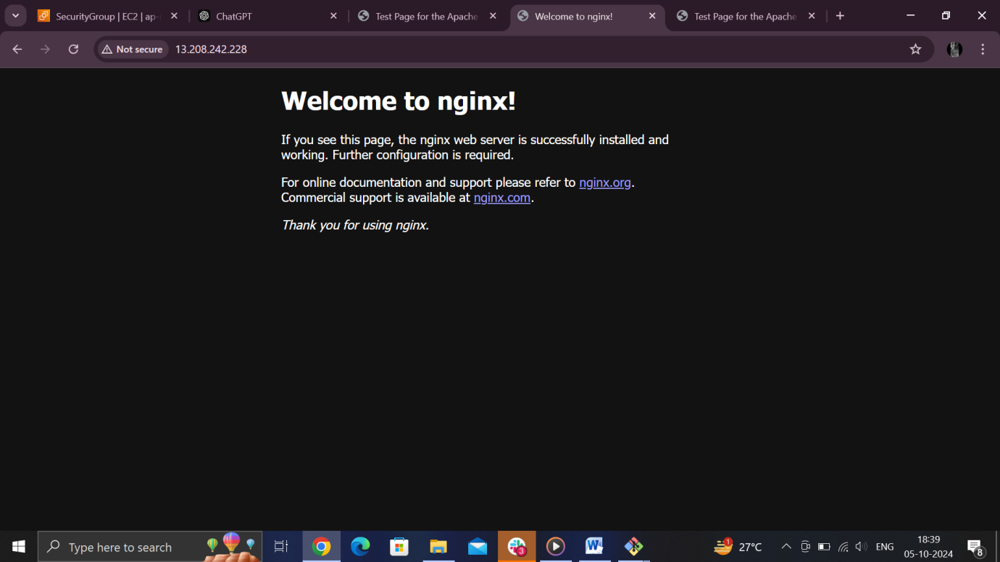 SecurityGroup | EC2 | ap-
ChatGPT
Test Page for the Apache
Welcome to nginx!
Test Page for the Apache
Not secure
13.208.242.228
Welcome to nginx!
If you see this page, the nginx web server is successfully installed and
working. Further configuration is required.
For online documentation and support please refer to nginx.org.
Commercial support is available at nginx.com.
Thank you for using nginx.
Type here to search
3
W
1
27°C
ENG
18:39
05-10-2024
8